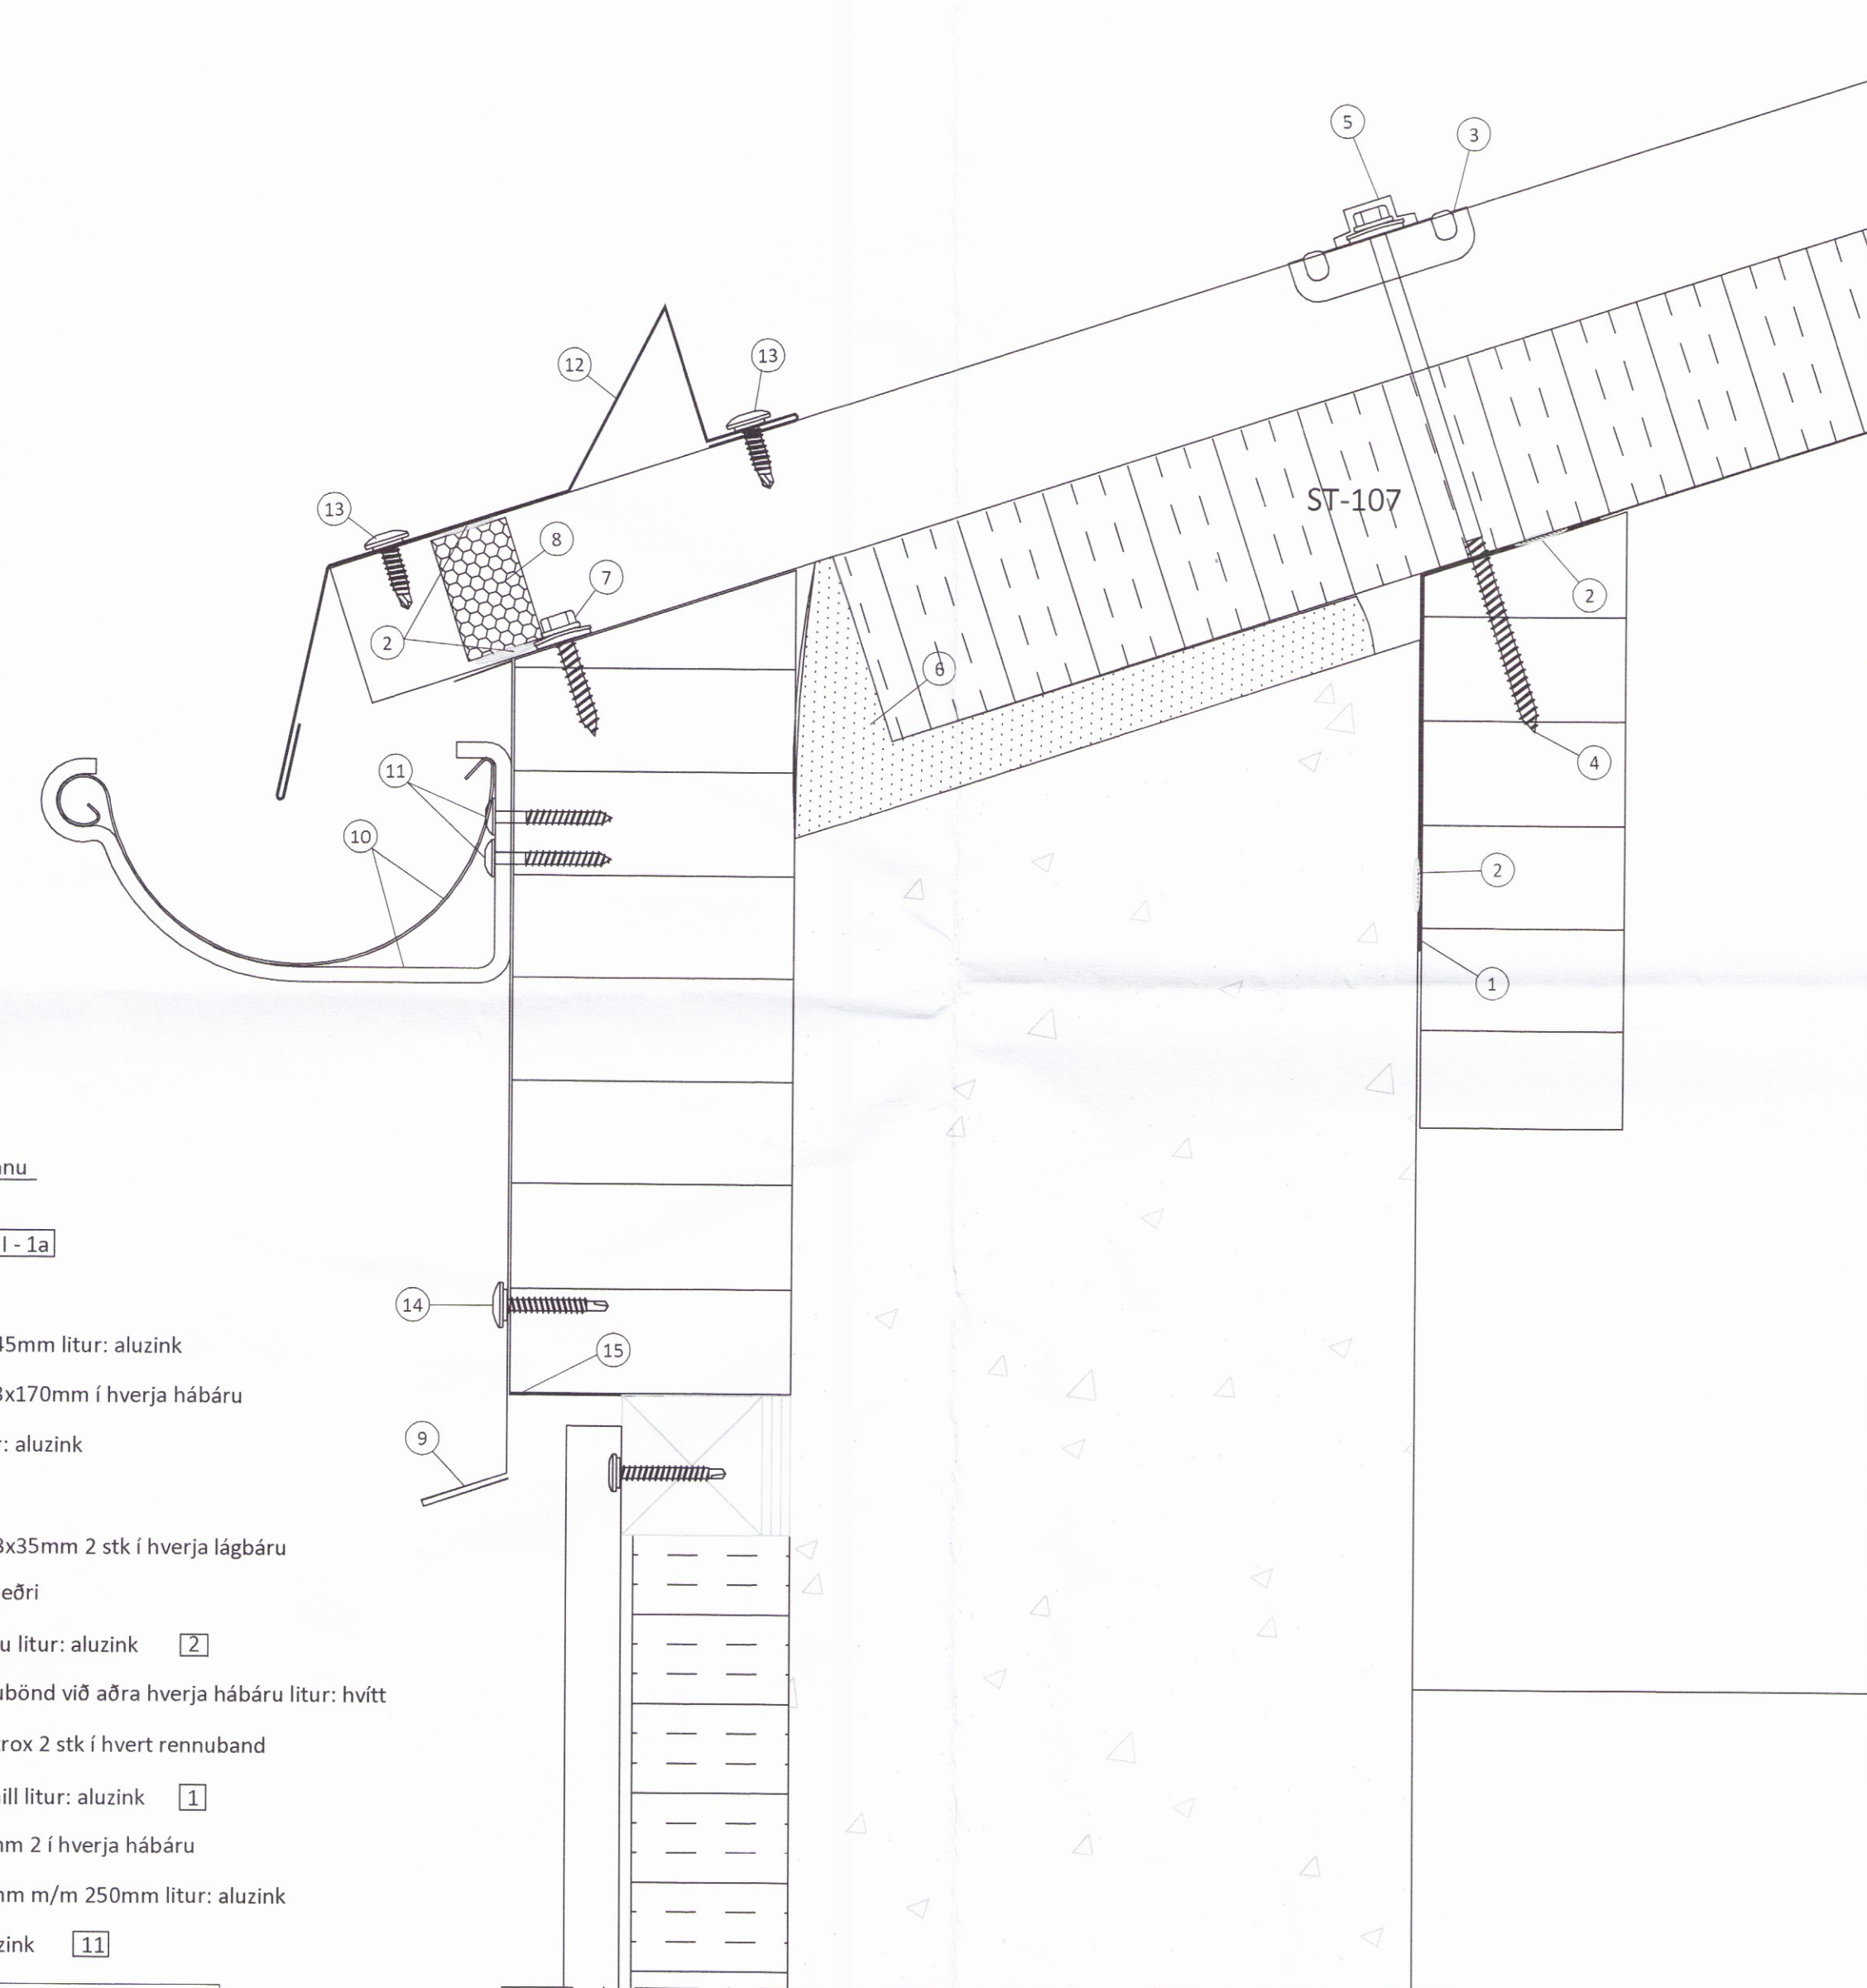 5
3
13
12
13
8
7
2
ST-107
2
6
4
11
10
2
1
l - 1a
14
45mm litur: aluzink
15
3x170mm í hverja hábáru
9
r: aluzink
8x35mm 2 stk í hverja lágbáru
eðri
u litur: aluzink 2
ubönd við aðra hverja hábáru litur: hvítt
rox 2 stk í hvert rennuband
ill litur: aluzink 1
mm 2 í hverja hábáru
nm m/m 250mm litur: aluzink
zink 11